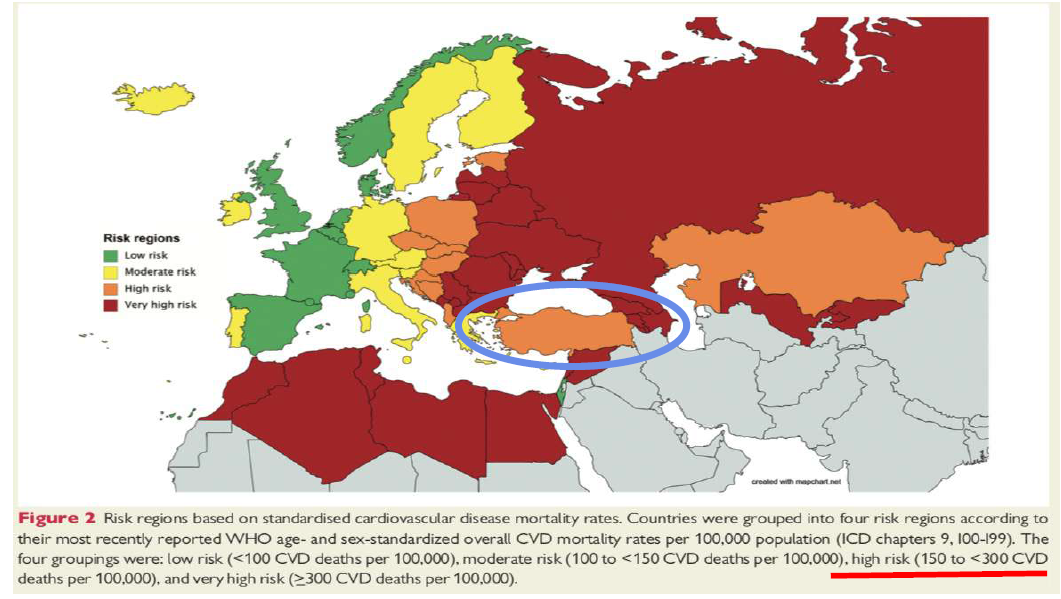 Risk regions
Low risk
Moderate risk
High risk
Very high risk
created with mapchart.net
Figure 2 Risk regions based on standardised cardiovascular disease mortality rates. Countries were grouped into four risk regions according to
their most recently reported WHO age- and sex-standardized overall CVD mortality rates per 100,000 population (ICD chapters 9, I00-I99). The
four groupings were: low risk (<100 CVD deaths per 100,000), moderate risk (100 to <150 CVD deaths per 100,000), high risk (150 to <300 CVD
deaths per 100,000), and very high risk (≥300 CVD deaths per 100,000).